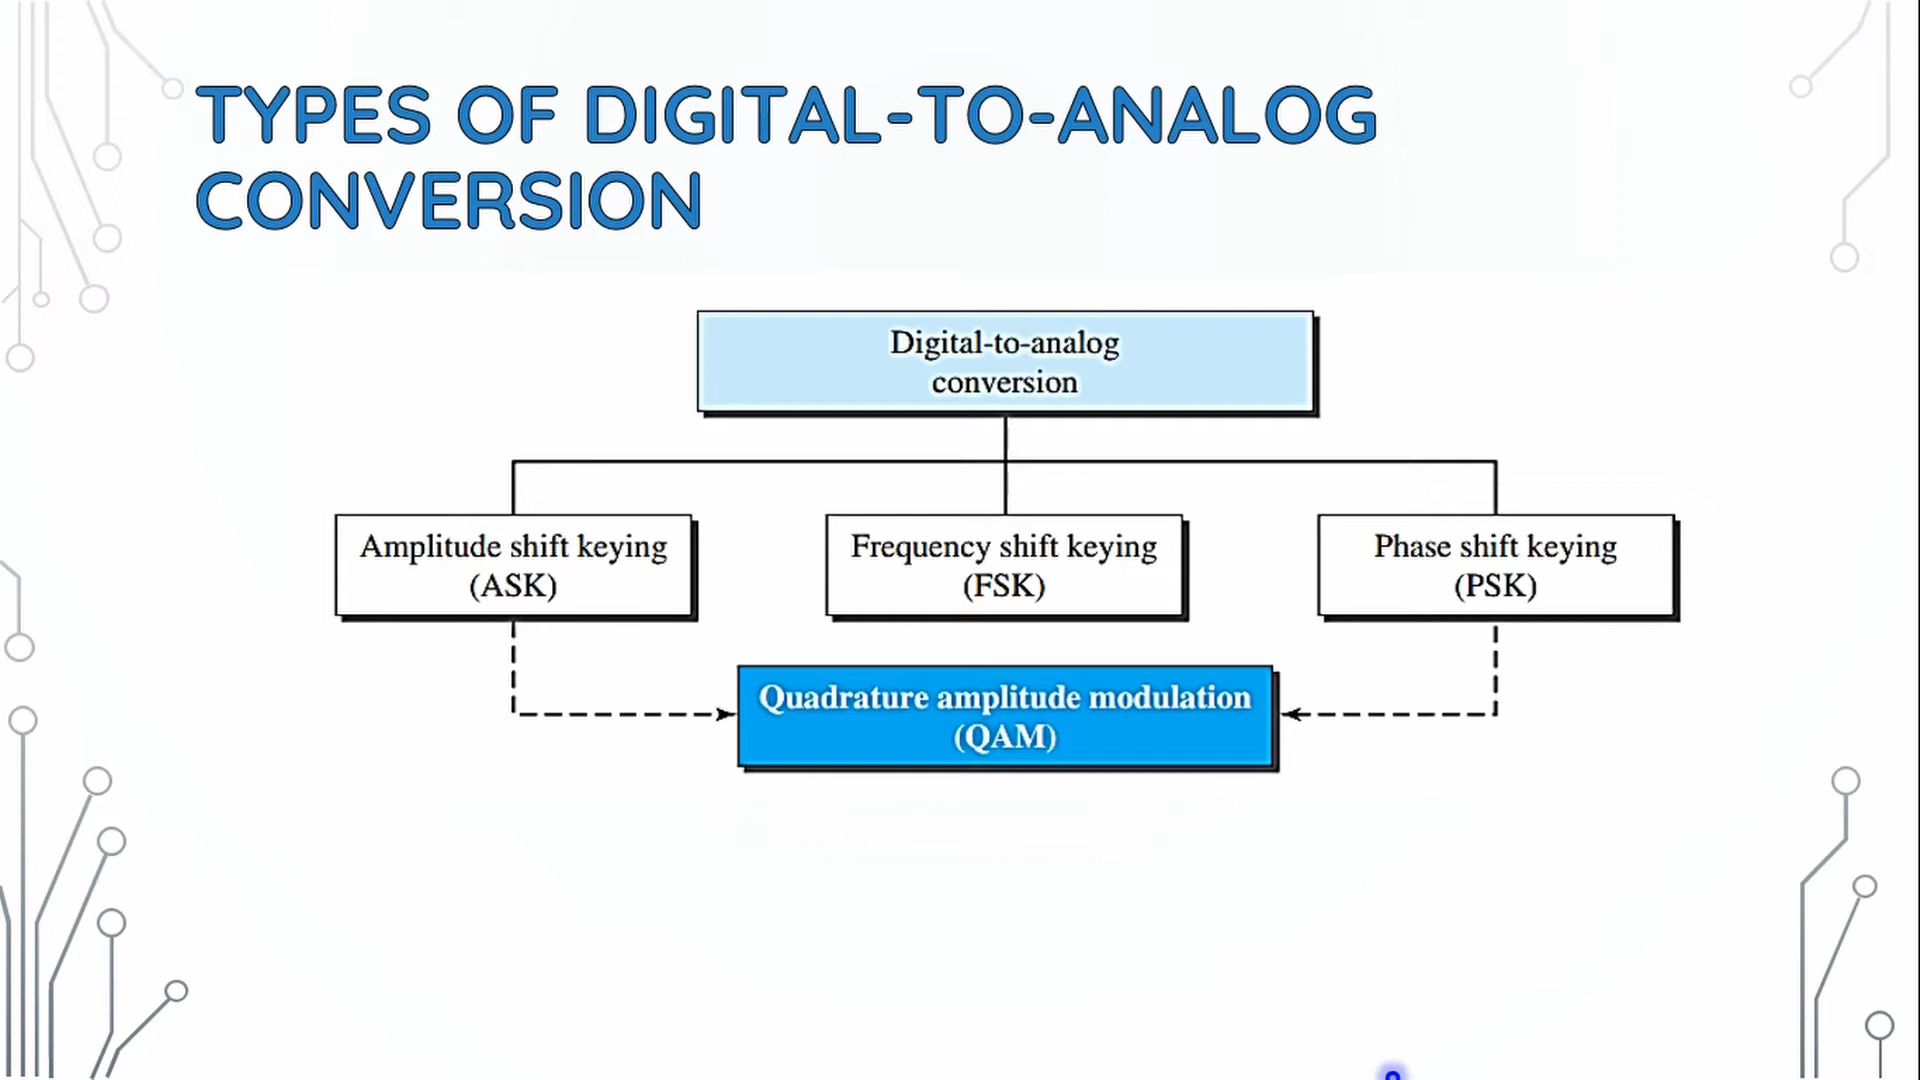 TYPES OF DIGITAL-TO-ANALOG
CONVERSION
Digital-to-analog
conversion
Amplitude shift keying
(ASK)
Frequency shift keying
(FSK)
Phase shift keying
(PSK)
Quadrature amplitude modulation
(QAM)